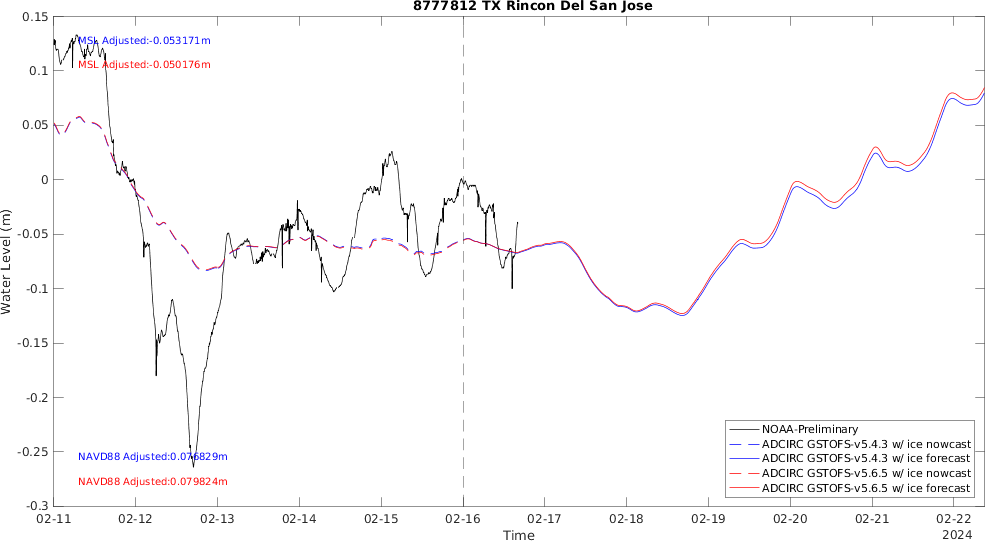 8777812 TX Rincon Del San Jose
MSL Adjusted:-0.053171m
MSL Adjusted:-0.050176m
NAVD88 Adjusted:0.076829m
NAVD88 Adjusted:0.079824m
Water Level (m)
0.15
0.1
0.05
0
-0.05
-0.1
-0.15
-0.2
-0.25
-0.3
NOAA-Preliminary
ADCIRC GSTOFS-v5.4.3 w/ ice nowcast
ADCIRC GSTOFS-v5.4.3 w/ ice forecast
ADCIRC GSTOFS-v5.6.5 w/ ice nowcast
ADCIRC GSTOFS-v5.6.5 w/ ice forecast
02-11 02-12 02-13 02-14 02-15 02-16 02-17 02-18 02-19 02-20 02-21 02-22
Time 2024